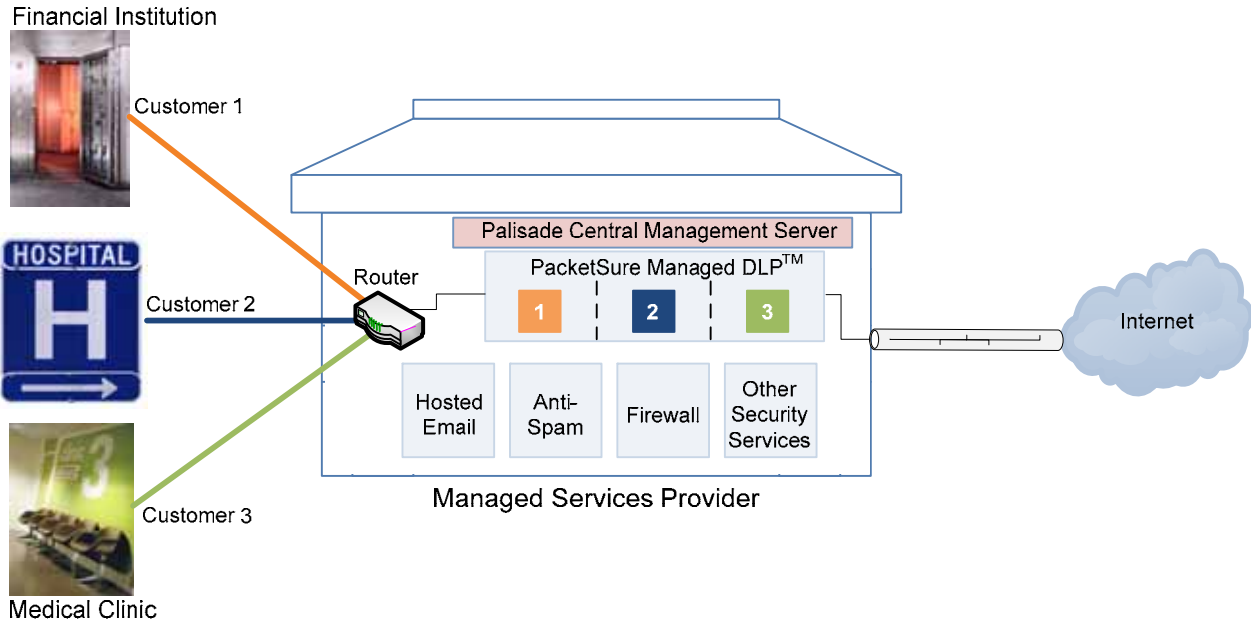 Financial Institution
Customer 1
HOSPITAL
H
Customer 2
Router
Palisade Central Management Server
PacketSure Managed DLP™
1
2
3
Hosted
Email
Anti-
Spam
Firewall
Other
Security
Services
Internet
3
Customer 3
Managed Services Provider
Medical Clinic